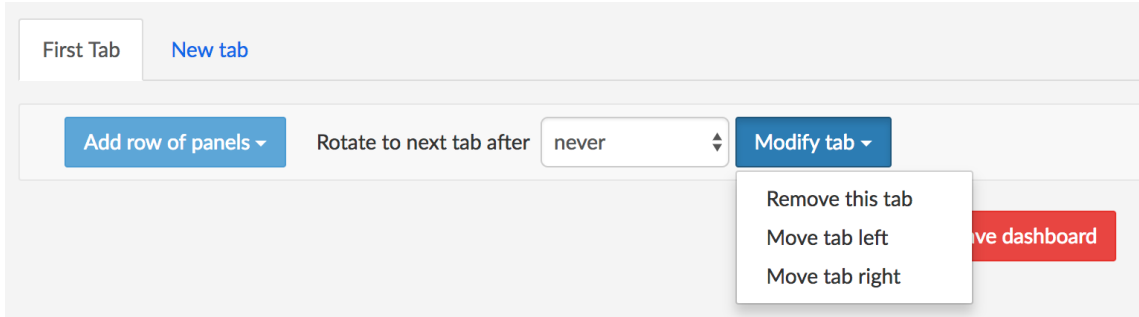 First Tab New tab
Add row of panels Rotate to next tab after never Modify tab
Remove this tab
Move tab left
dashboard
Move tab right